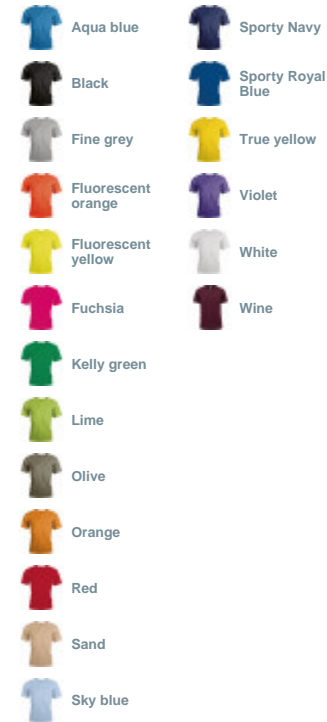 Aqua blue
Black
Fine grey
Fluorescent
orange
Fluorescent
yellow
Fuchsia
Kelly green
Lime
Olive
Orange
Red
Sand
Sky blue
Sporty Navy
Sporty Royal
Blue
True yellow
Violet
White
Wine